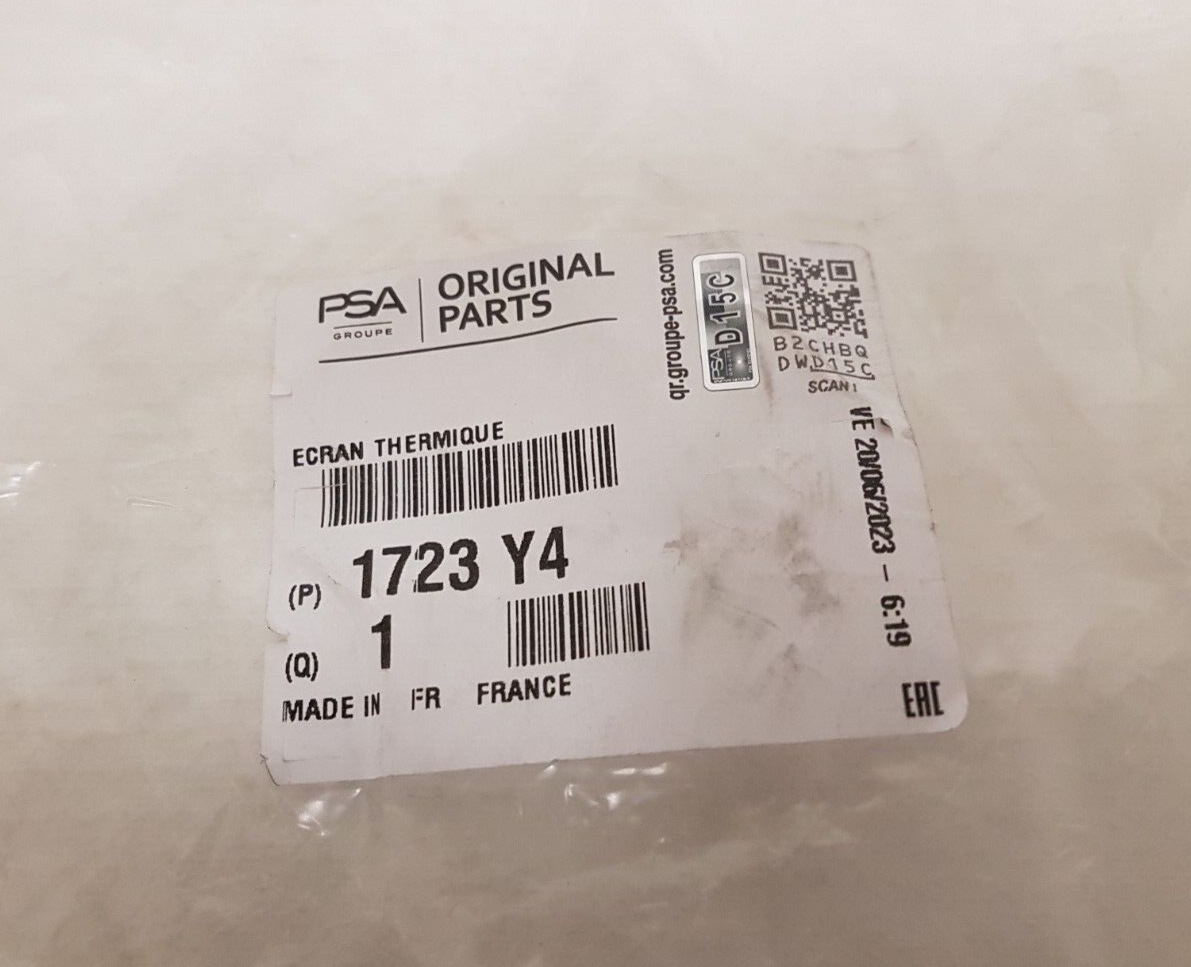 PSA
GROUPE
ORIGINAL
PARTS
qr.groupe-psa.com
D15C
B2CHBQ
DWD15C
SCAN!
ECRAN THERMIQUE
(P) 1723 Y4
(Q) 1
MADE IN FR FRANCE
VE 20/06/2023 - 6:19
EAC